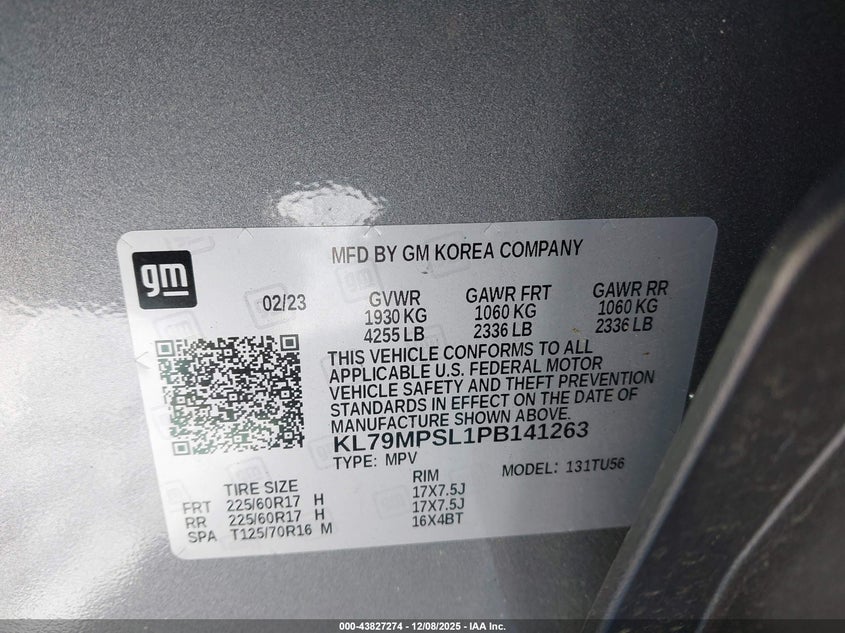 gm
MFD BY GM KOREA COMPANY
02/23 GVWR GAWR FRT GAWR RR
1930 KG 1060 KG 1060 KG
4255 LB 2336 LB 2336 LB
THIS VEHICLE CONFORMS TO ALL
APPLICABLE U.S. FEDERAL MOTOR
VEHICLE SAFETY AND THEFT PREVENTION
STANDARDS IN EFFECT ON THE DATE OF
MANUFACTURE SHOWN ABOVE.
KL79MPSL1PB141263
TYPE: MPV MODEL: 131TU56
TIRE SIZE RIM
FRT 225/60R17 H 17X7.5J
RR 225/60R17 H 17X7.5J
SPA T125/70R16 M 16X4BT
000-43827274 - 12/08/2025 - IAA Inc.